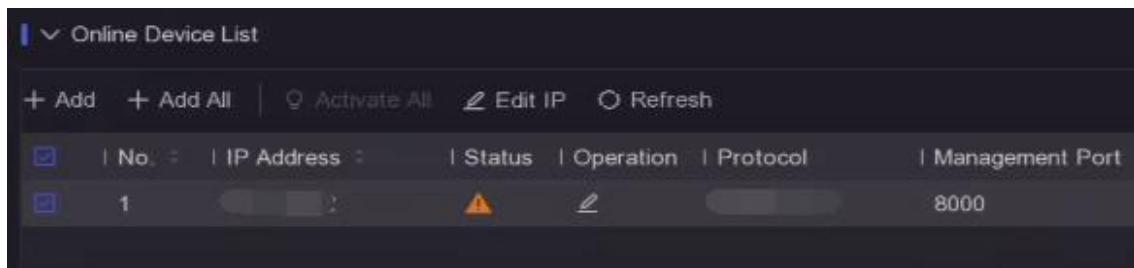 Online Device List
+ Add + Add All Activate All Edit IP Refresh
No. IP Address Status Operation Protocol Management Port
1 8000